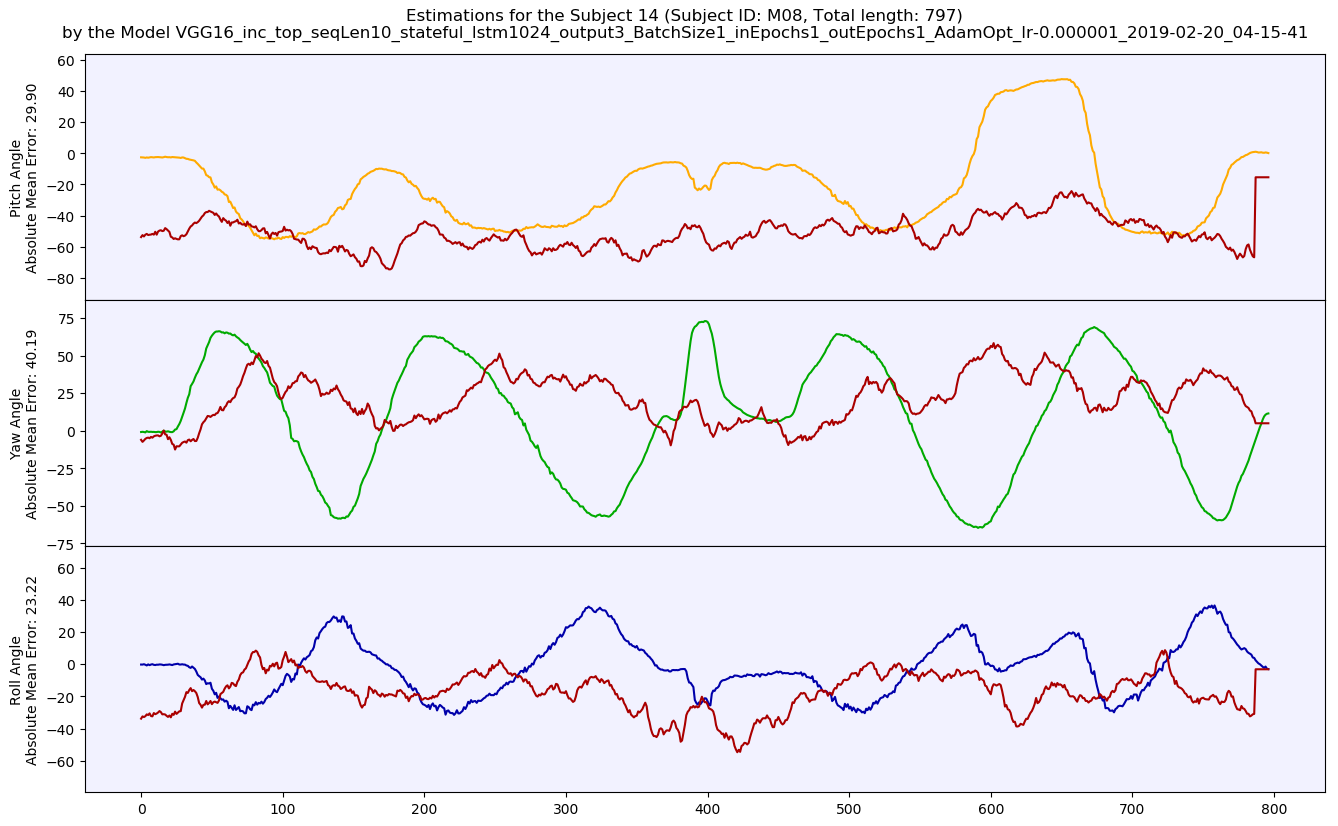 Estimations for the Subject 14 (Subject ID: M08, Total length: 797)
by the Model VGG16_inc_top_seqLen10_stateful_lstm1024_output3_BatchSize1_inEpochs1_outEpochs1_AdamOpt_lr-0.000001_2019-02-20_04-15-41
Pitch Angle
Absolute Mean Error: 29.90
60
40
20
0
−20
−40
−60
−80
Yaw Angle
Absolute Mean Error: 40.19
75
50
25
0
−25
−50
−75
Roll Angle
Absolute Mean Error: 23.22
60
40
20
0
−20
−40
−60
0 100 200 300 400 500 600 700 800